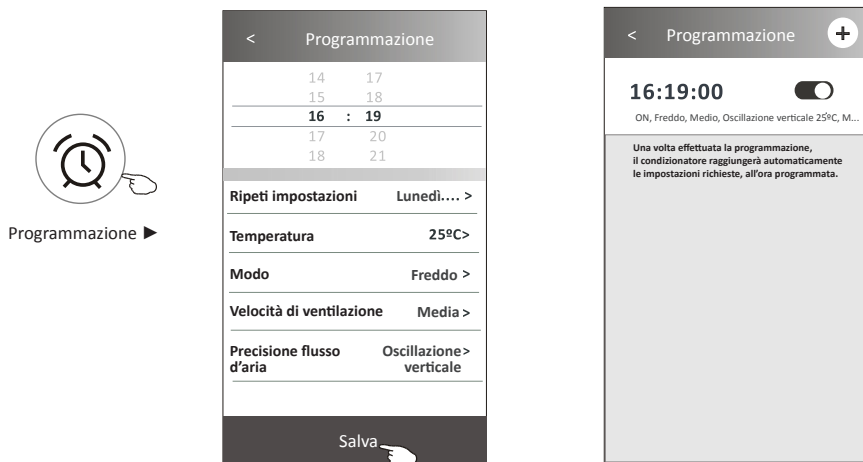 Programmazione ►
< Programmazione
14 17
15 18
16 : 19
17 20
18 21
Ripeti impostazioni Lunedì.... >
Temperatura 25ºC>
Modo Freddo >
Velocità di ventilazione Media >
Precisione flusso Oscillazione>
d'aria verticale
Salva
< Programmazione +
16:19:00
ON, Freddo, Medio, Oscillazione verticale 25ºC, M...
Una volta effettuata la programmazione,
il condizionatore raggiungerà automaticamente
le impostazioni richieste, all'ora programmata.